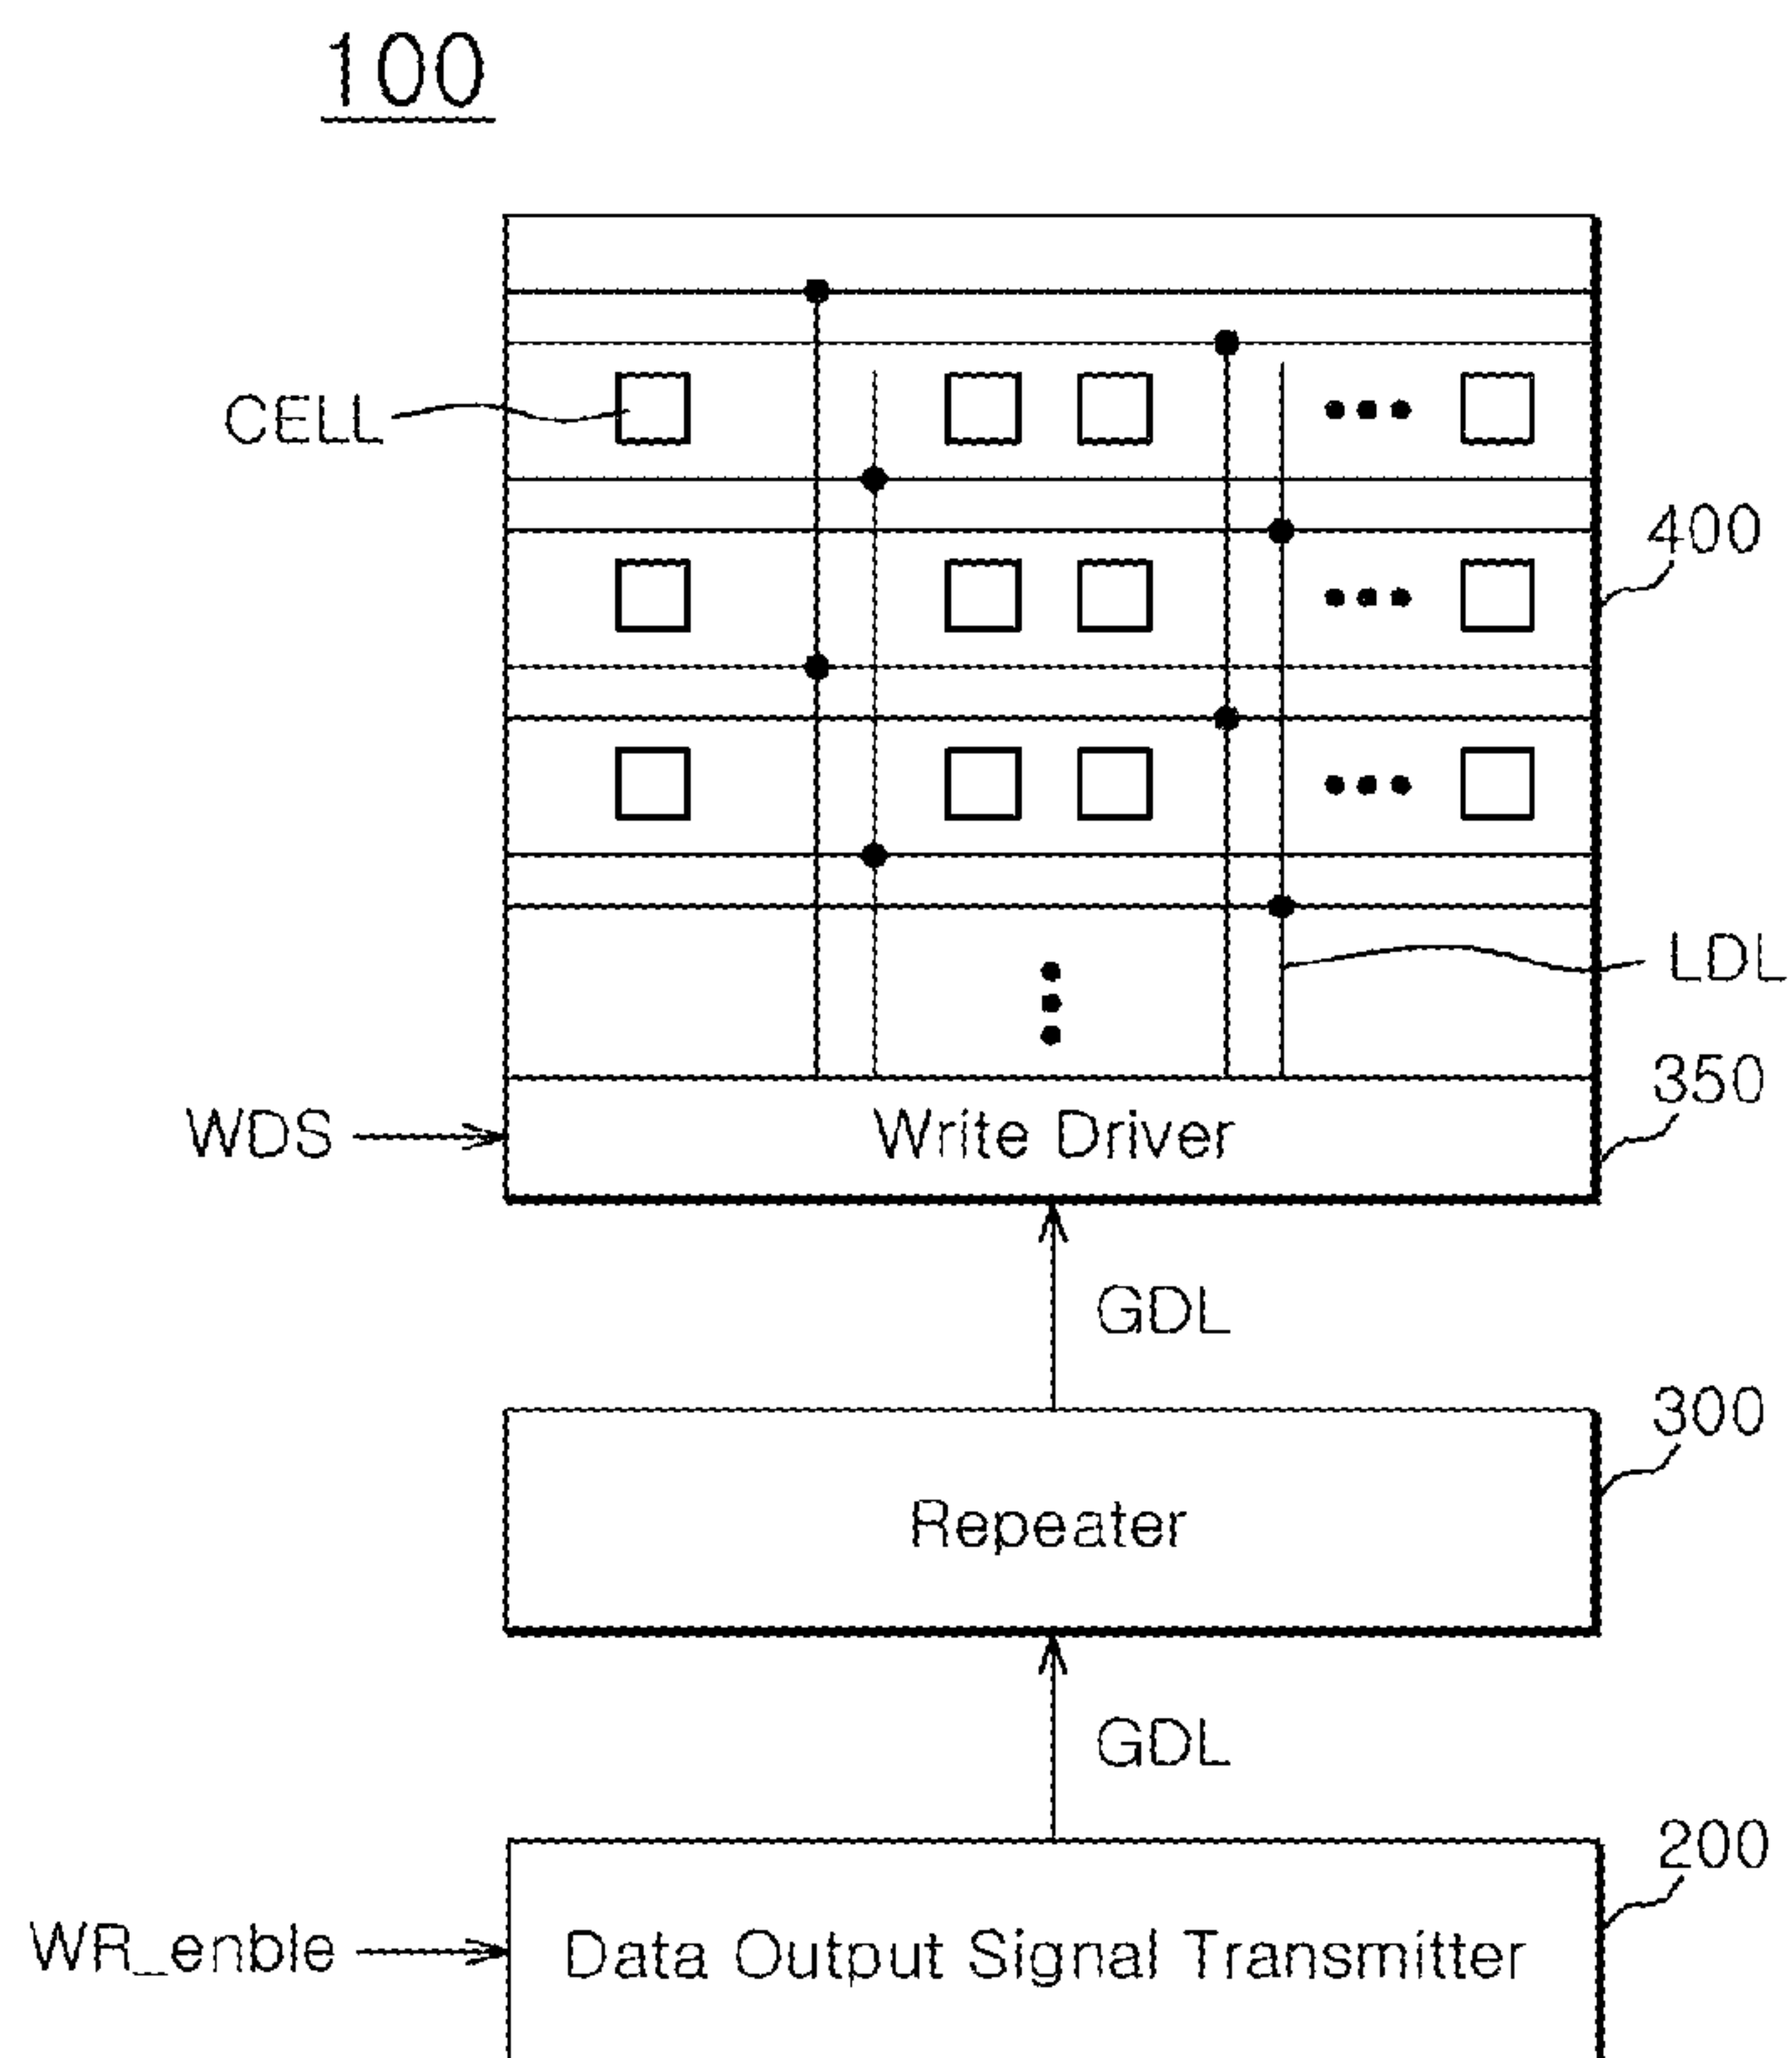 100
CELL
400
LDL
350
WDS
Write Driver
GDL
300
Repeater
GDL
200
WR_enble
Data Output Signal Transmitter